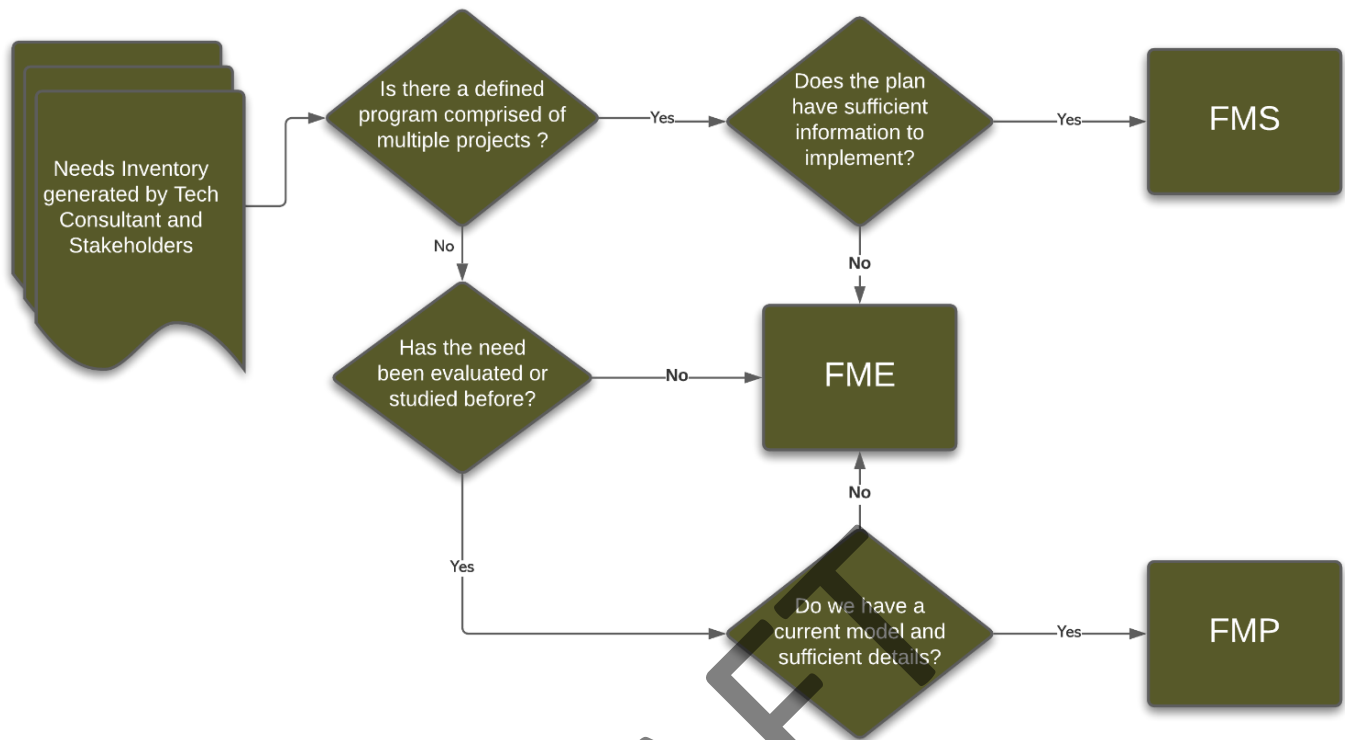 Needs Inventory
generated by Tech
Consultant and
Stakeholders
Is there a defined
program comprised of
multiple projects ?
Yes
Does the plan
have sufficient
information to
implement?
Yes
FMS
No
No
Has the need
been evaluated or
studied before?
No
FME
No
Yes
Do we have a
current model and
sufficient details?
Yes
FMP